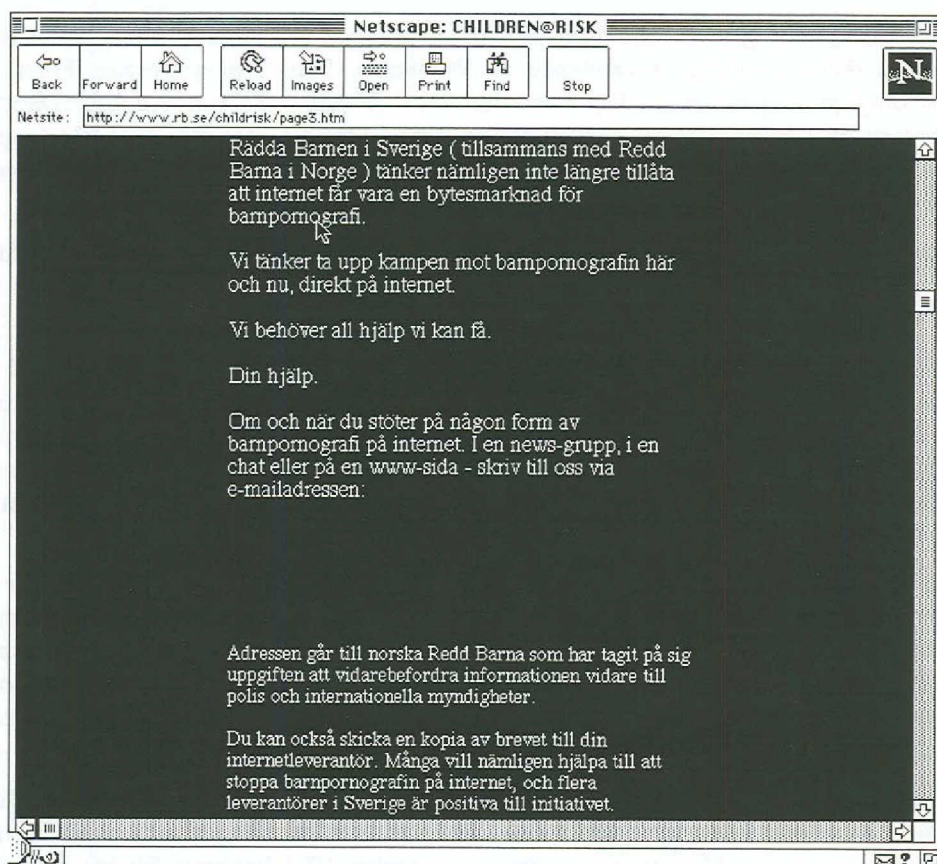 Netscape: CHILDREN@RISK
Back Forward Home Reload Images Open Print Find Stop
N
Netsite: http://www.rb.se/childrisk/page3.htm
Rädda Barnen i Sverige ( tillsammans med Redd
Barna i Norge ) tänker nämligen inte längre tillåta
att internet får vara en bytesmarknad för
barnpornografi.
Vi tänker ta upp kampen mot barnpornografin här
och nu, direkt på internet.
Vi behöver all hjälp vi kan få.
Din hjälp.
Om och när du stöter på någon form av
barnpornografi på internet. I en news-grupp, i en
chat eller på en www-sida - skriv till oss via
e-mailadressen:
Adressen går till norska Redd Barna som har tagit på sig
uppgiften att vidarebefordra informationen vidare till
polis och internationella myndigheter.
Du kan också skicka en kopia av brevet till din
internetleverantör. Många vill nämligen hjälpa till att
stoppa barnpornografin på internet, och flera
leverantörer i Sverige är positiva till initiativet.
?